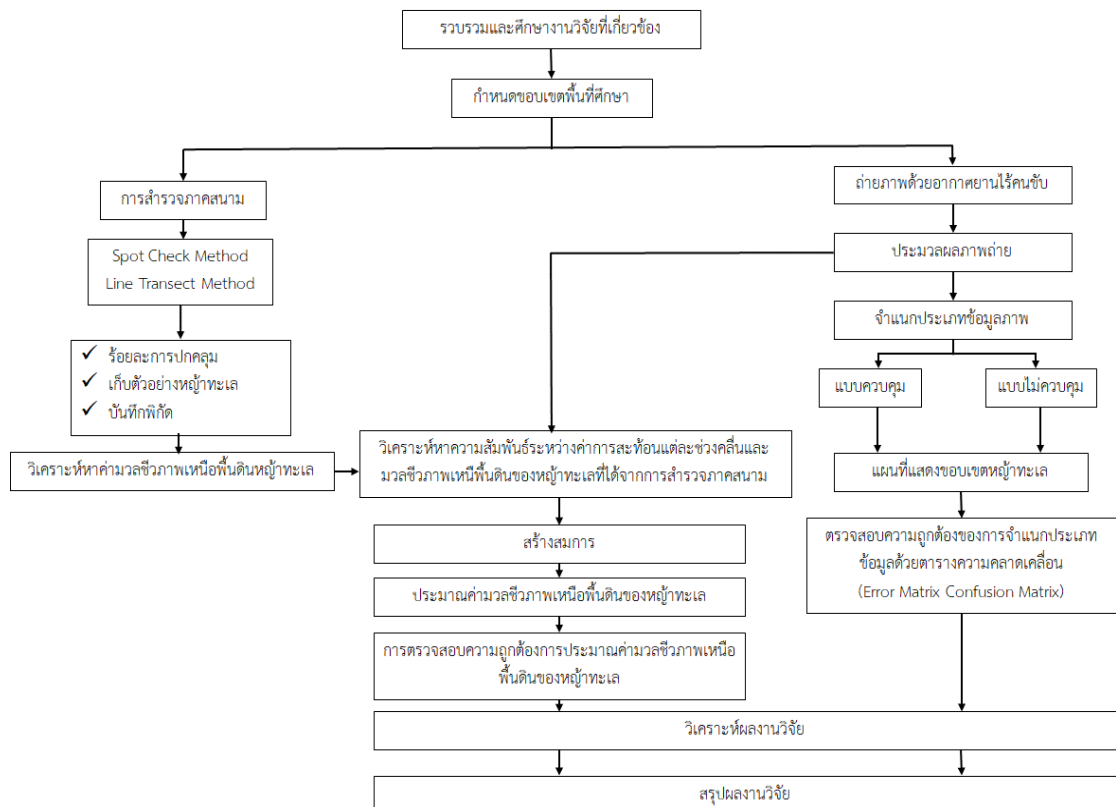 รวบรวมและศึกษางานวิจัยที่เกี่ยวข้อง
กำหนดขอบเขตพื้นที่ศึกษา
การสำรวจภาคสนาม
Spot Check Method
Line Transect Method
ร้อยละการปกคลุม
เก็บตัวอย่างหญ้าทะเล
บันทึกพิกัด
วิเคราะห์หาค่ามวลชีวภาพเหนือพื้นดินหญ้าทะเล
ถ่ายภาพด้วยอากาศยานไร้คนขับ
ประมวลผลภาพถ่าย
จำแนกประเภทข้อมูลภาพ
แบบควบคุม
แบบไม่ควบคุม
แผนที่แสดงขอบเขตหญ้าทะเล
ตรวจสอบความถูกต้องของการจำแนกประเภท
ข้อมูลด้วยตารางความคลาดเคลื่อน
(Error Matrix Confusion Matrix)
วิเคราะห์หาความสัมพันธ์ระหว่างค่าการสะท้อนแต่ละช่วงคลื่นและ
มวลชีวภาพเหนือพื้นดินของหญ้าทะเลที่ได้จากการสำรวจภาคสนาม
สร้างสมการ
ประมาณค่ามวลชีวภาพเหนือพื้นดินของหญ้าทะเล
การตรวจสอบความถูกต้องการประมาณค่ามวลชีวภาพเหนือ
พื้นดินของหญ้าทะเล
วิเคราะห์ผลงานวิจัย
สรุปผลงานวิจัย